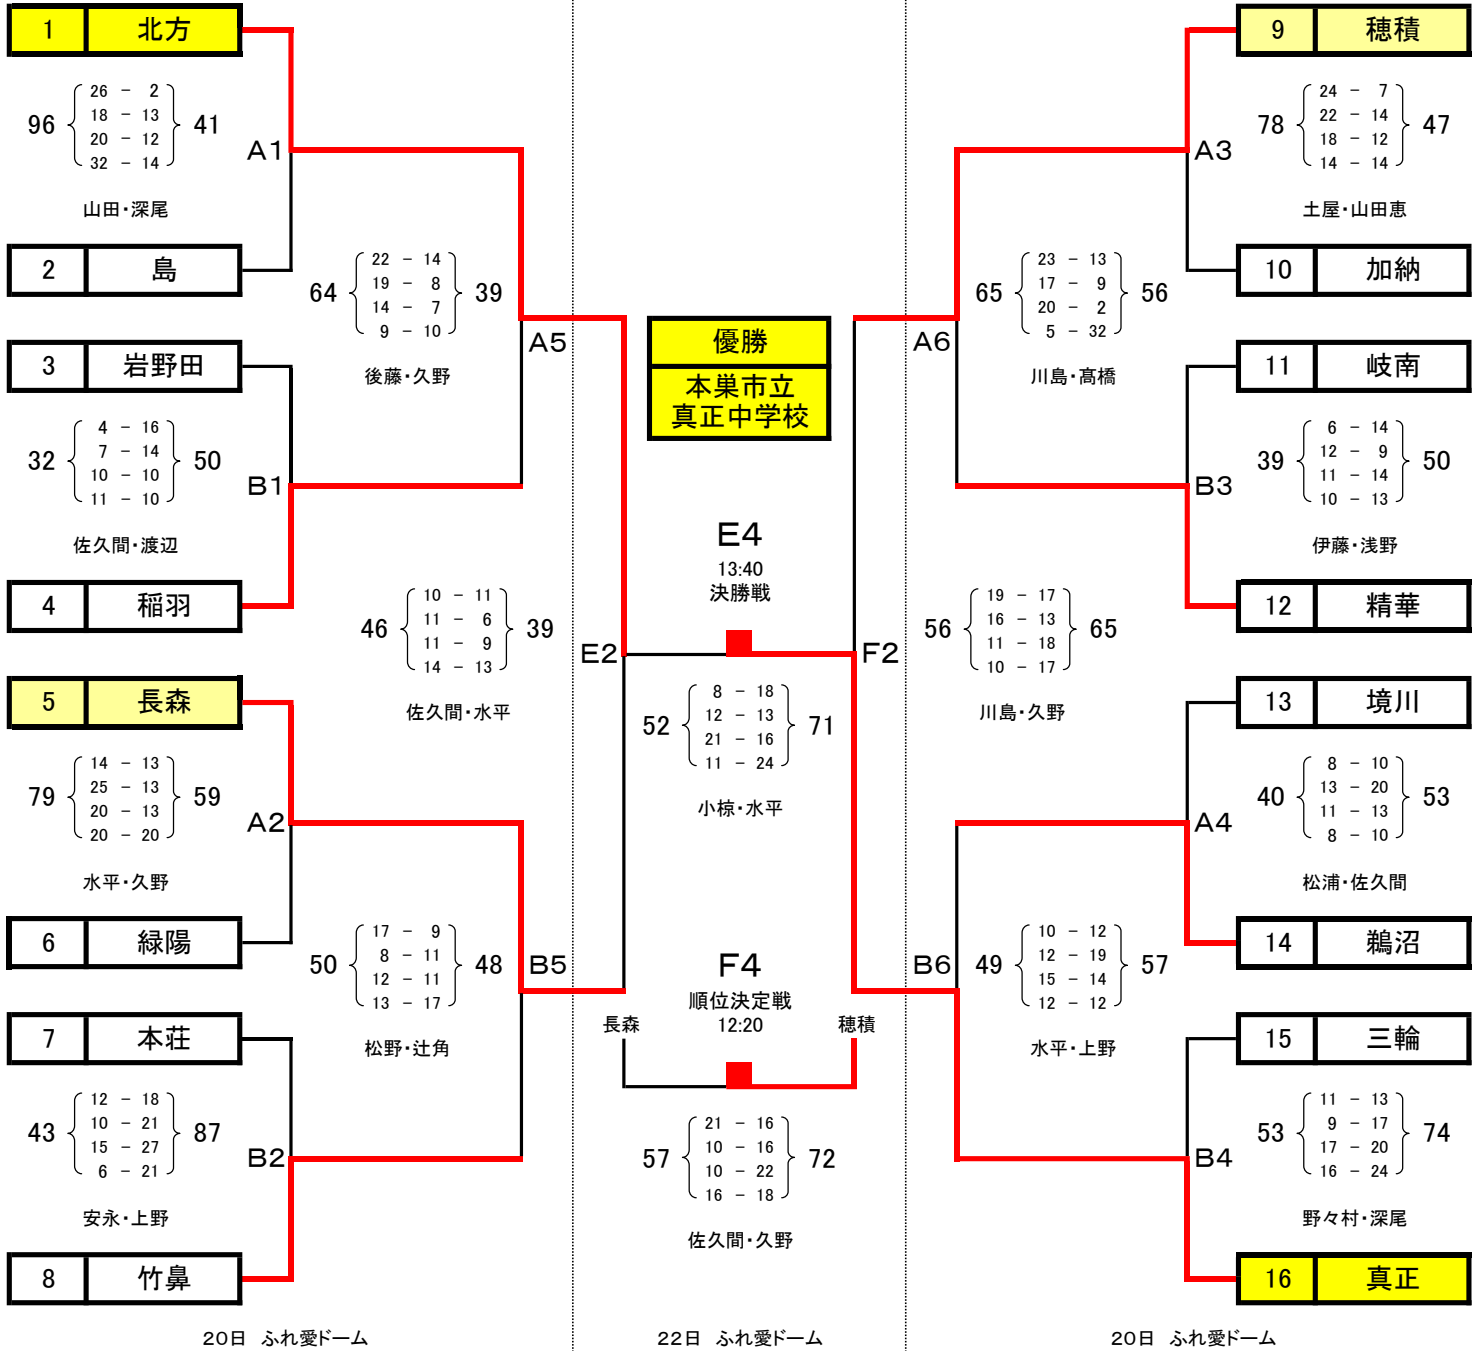 1 北方
96 41
26 - 2
18 - 13
20 - 12
32 - 14
A1
山田・深尾
2 島
64 39
22 - 14
19 - 8
14 - 7
9 - 10
A5
後藤・久野
3 岩野田
32 50
4 - 16
7 - 14
10 - 10
11 - 10
B1
佐久間・渡辺
4 稲羽
46 39
10 - 11
11 - 6
11 - 9
14 - 13
E2
佐久間・水平
5 長森
79 59
14 - 13
25 - 13
20 - 13
20 - 20
A2
水平・久野
6 緑陽
50 48
17 - 9
8 - 11
12 - 11
13 - 17
B5
松野・辻角
7 本荘
43 87
12 - 18
10 - 21
15 - 27
6 - 21
B2
安永・上野
8 竹鼻
20日 ふれ愛ドーム
優勝
本巣市立
真正中学校
E4
13:40
決勝戦
52 71
8 - 18
12 - 13
21 - 16
11 - 24
小椋・水平
F4
順位決定戦
12:20
長森 穂積
57 72
21 - 16
10 - 16
10 - 22
16 - 18
佐久間・久野
22日 ふれ愛ドーム
9 穂積
78 47
24 - 7
22 - 14
18 - 12
14 - 14
A3
土屋・山田恵
10 加納
65 56
23 - 13
17 - 9
20 - 2
5 - 32
A6
川島・髙橋
11 岐南
39 50
6 - 14
12 - 9
11 - 14
10 - 13
B3
伊藤・浅野
12 精華
56 65
19 - 17
16 - 13
11 - 18
10 - 17
F2
川島・久野
13 境川
40 53
8 - 10
13 - 20
11 - 13
8 - 10
A4
松浦・佐久間
14 鵜沼
49 57
10 - 12
12 - 19
15 - 14
12 - 12
B6
水平・上野
15 三輪
53 74
11 - 13
9 - 17
17 - 20
16 - 24
B4
野々村・深尾
16 真正
20日 ふれ愛ドーム